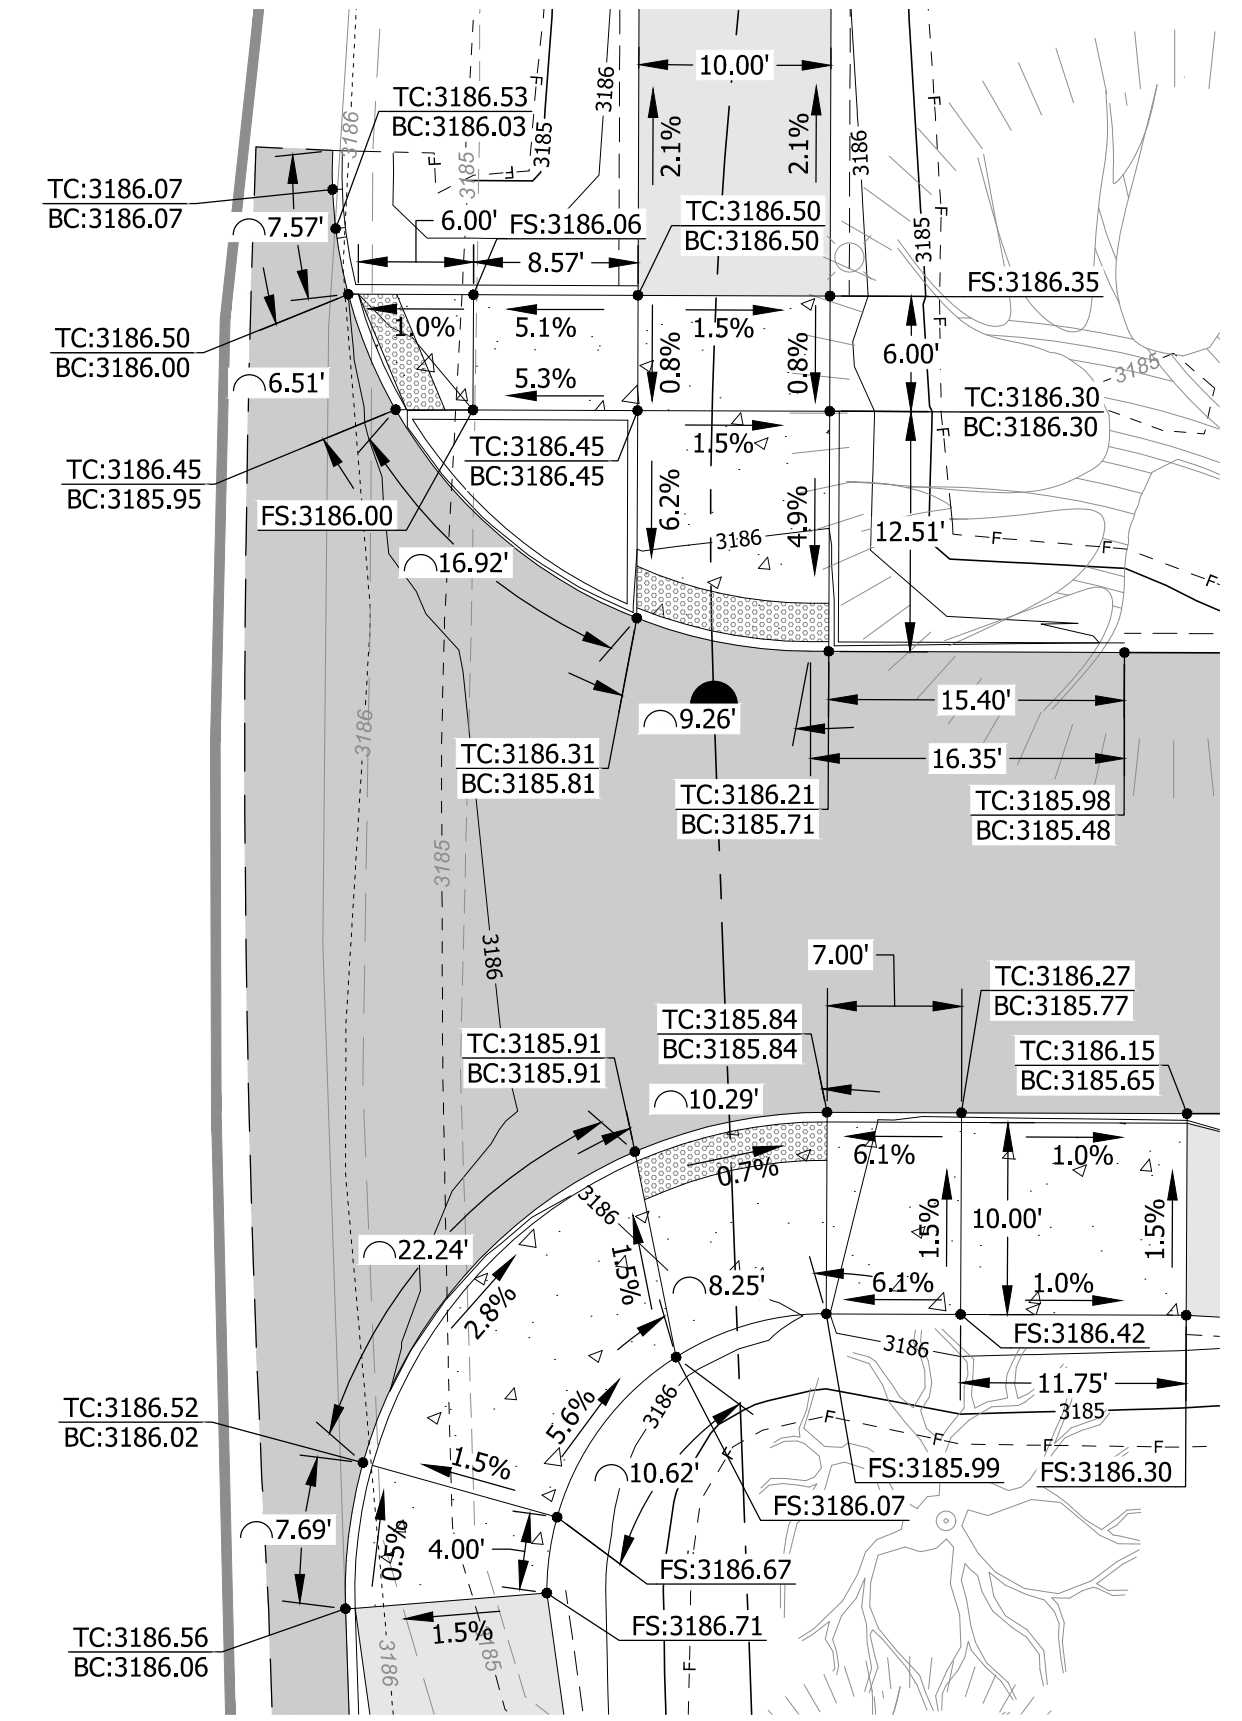 10.00'
3186
3185
3186
F
F
F
TC:3186.53
BC:3186.03
3186
3185
2.1%
2.1%
3186
TC:3186.07
BC:3186.07
7.57'
6.00'
FS:3186.06
TC:3186.50
BC:3186.50
3185
F
F
8.57'
FS:3186.35
TC:3186.50
BC:3186.00
1.0%
5.1%
1.5%
0.8%
0.8%
6.00'
3185
6.51'
5.3%
TC:3186.30
BC:3186.30
TC:3186.45
BC:3185.95
TC:3186.45
BC:3186.45
1.5%
F
FS:3186.00
6.2%
4.9%
3186
12.51'
F
F
F
16.92'
15.40'
9.26'
3186
TC:3186.31
BC:3185.81
16.35'
TC:3186.21
BC:3185.71
TC:3185.98
BC:3185.48
3185
3186
7.00'
TC:3186.27
BC:3185.77
TC:3185.91
BC:3185.91
TC:3185.84
BC:3185.84
TC:3186.15
BC:3185.65
10.29'
6.1%
1.0%
0.7%
3186
1.5%
10.00'
1.5%
22.24'
1.5%
8.25'
6.1%
1.0%
2.8%
FS:3186.42
3186
11.75'
3185
TC:3186.52
BC:3186.02
5.6%
3186
F
F
F
F
F
1.5%
10.62'
FS:3185.99
FS:3186.30
FS:3186.07
7.69'
0.5%
4.00'
FS:3186.67
TC:3186.56
BC:3186.06
1.5%
FS:3186.71
3186
3185
F